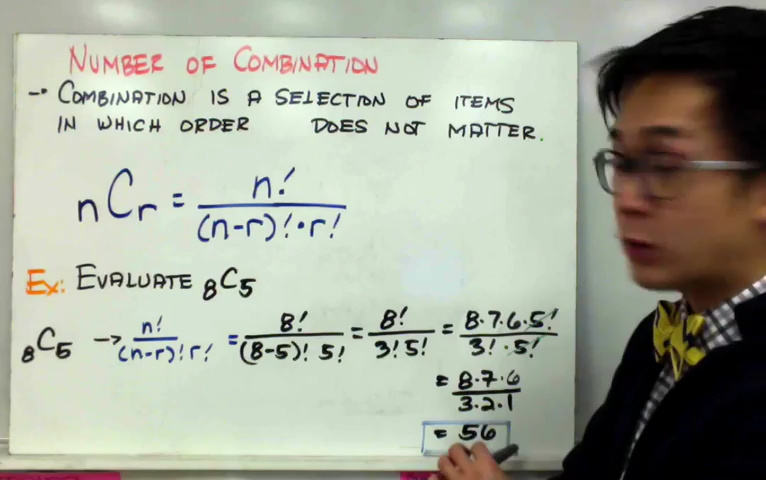 NUMBER OF COMBINATION
→ COMBINATION IS A SELECTION OF ITEMS
IN WHICH ORDER DOES NOT MATTER.
nCr = n! / (n-r)!·r!
Ex: EVALUATE 8C5
8C5 → n! / (n-r)! r! = 8! / (8-5)! 5! = 8! / 3! 5! = 8·7·6·5! / 3!·5!
= 8·7·6 / 3·2·1
= 56